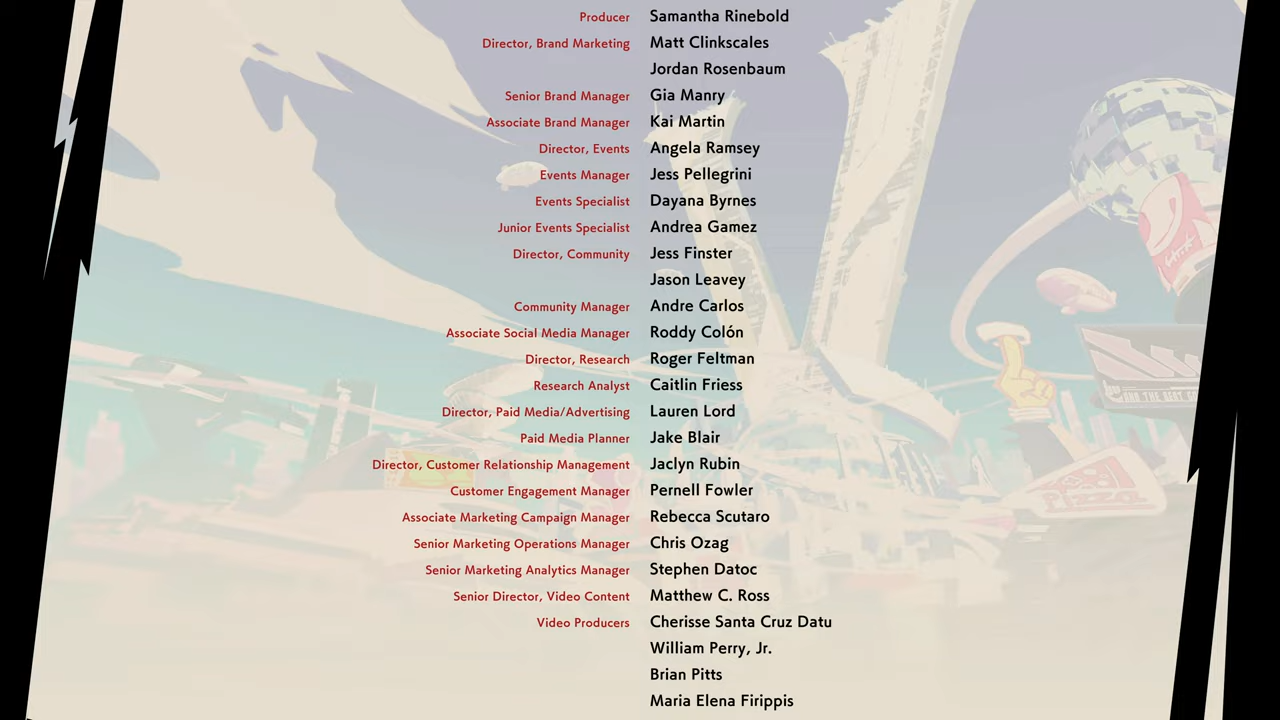 Producer Samantha Rinebold
Director, Brand Marketing Matt Clinkscales
Jordan Rosenbaum
Senior Brand Manager Gia Manry
Associate Brand Manager Kai Martin
Director, Events Angela Ramsey
Events Manager Jess Pellegrini
Events Specialist Dayana Byrnes
Junior Events Specialist Andrea Gamez
Director, Community Jess Finster
Jason Leavey
Community Manager Andre Carlos
Associate Social Media Manager Roddy Colón
Director, Research Roger Feltman
Research Analyst Caitlin Friess
Director, Paid Media/Advertising Lauren Lord
Paid Media Planner Jake Blair
Director, Customer Relationship Management Jaclyn Rubin
Customer Engagement Manager Pernell Fowler
Associate Marketing Campaign Manager Rebecca Scutaro
Senior Marketing Operations Manager Chris Ozag
Senior Marketing Analytics Manager Stephen Datoc
Senior Director, Video Content Matthew C. Ross
Video Producers Cherisse Santa Cruz Datu
William Perry, Jr.
Brian Pitts
Maria Elena Firippis
AND THE BEST
PIZZA